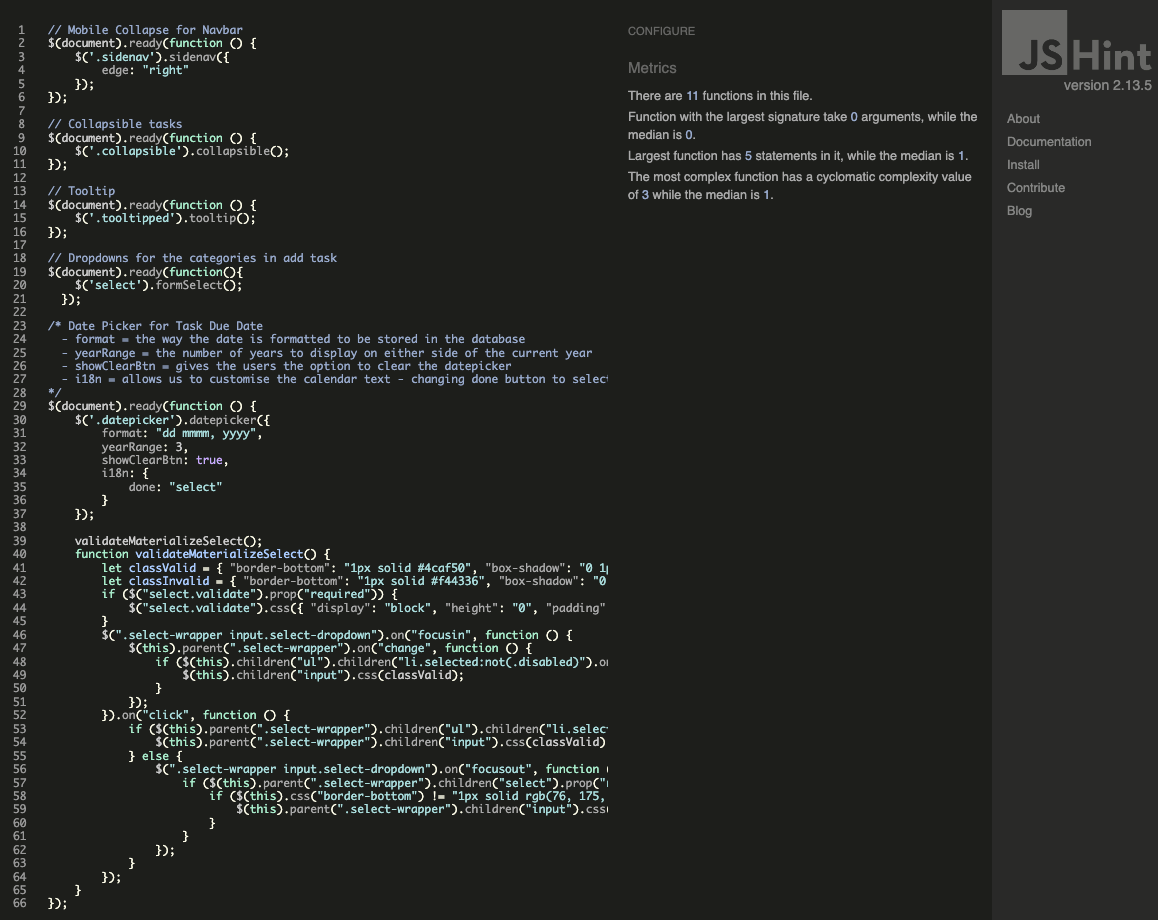 1 // Mobile Collapse for Navbar
2 $(document).ready(function () {
3 $('.sidenav').sidenav({
4 edge: "right"
5 });
6 });
7
8 // Collapsible tasks
9 $(document).ready(function () {
10 $('.collapsible').collapsible();
11 });
12
13 // Tooltip
14 $(document).ready(function () {
15 $('.tooltipped').tooltip();
16 });
17
18 // Dropdowns for the categories in add task
19 $(document).ready(function(){
20 $('select').formSelect();
21 });
22
23 /* Date Picker for Task Due Date
24 - format = the way the date is formatted to be stored in the database
25 - yearRange = the number of years to display on either side of the current year
26 - showClearBtn = gives the users the option to clear the datepicker
27 - i18n = allows us to customise the calendar text - changing done button to selec
28 */
29 $(document).ready(function () {
30 $('.datepicker').datepicker({
31 format: "dd mmmm, yyyy",
32 yearRange: 3,
33 showClearBtn: true,
34 i18n: {
35 done: "select"
36 }
37 });
38
39 validateMaterializeSelect();
40 function validateMaterializeSelect() {
41 let classValid = { "border-bottom": "1px solid #4caf50", "box-shadow": "0 1p
42 let classInvalid = { "border-bottom": "1px solid #f44336", "box-shadow": "0
43 if ($("select.validate").prop("required")) {
44 $("select.validate").css({ "display": "block", "height": "0", "padding"
45 }
46 $(".select-wrapper input.select-dropdown").on("focusin", function () {
47 $(this).parent(".select-wrapper").on("change", function () {
48 if ($(this).children("ul").children("li.selected:not(.disabled)").on
49 $(this).children("input").css(classValid);
50 }
51 });
52 }).on("click", function () {
53 if ($(this).parent(".select-wrapper").children("ul").children("li.selec
54 $(this).parent(".select-wrapper").children("input").css(classValid)
55 } else {
56 $(".select-wrapper input.select-dropdown").on("focusout", function (
57 if ($(this).parent(".select-wrapper").children("select").prop("r
58 if ($(this).css("border-bottom") != "1px solid rgb(76, 175,
59 $(this).parent(".select-wrapper").children("input").css(
60 }
61 }
62 });
63 }
64 });
65 }
66 });
CONFIGURE
Metrics
There are 11 functions in this file.
Function with the largest signature take 0 arguments, while the
median is 0.
Largest function has 5 statements in it, while the median is 1.
The most complex function has a cyclomatic complexity value
of 3 while the median is 1.
JSHint
version 2.13.5
About
Documentation
Install
Contribute
Blog